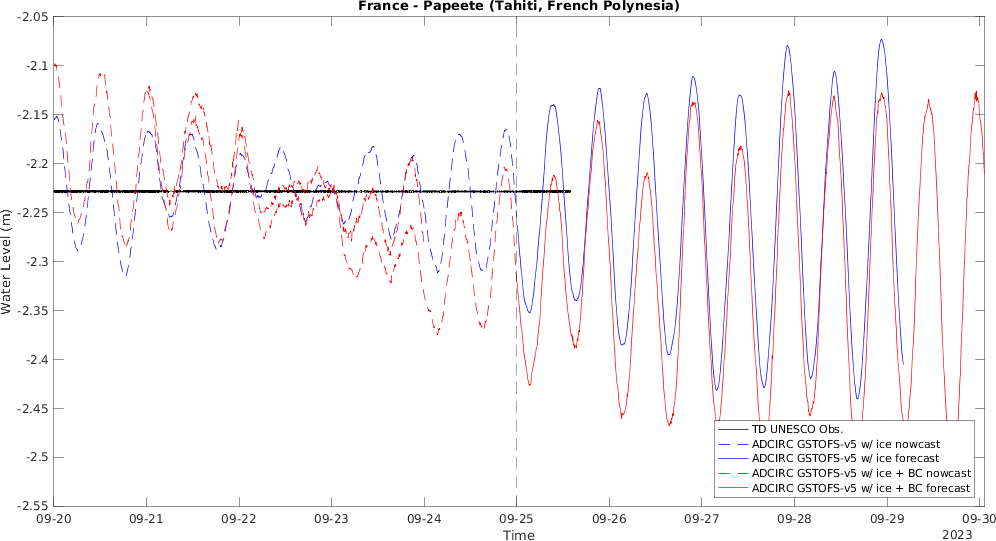 France - Papeete (Tahiti, French Polynesia)
-2.05
-2.1
-2.15
-2.2
-2.25
-2.3
-2.35
-2.4
-2.45
-2.5
-2.55
Water Level (m)
TD UNESCO Obs.
ADCIRC GSTOFS-v5 w/ ice nowcast
ADCIRC GSTOFS-v5 w/ ice forecast
ADCIRC GSTOFS-v5 w/ ice + BC nowcast
ADCIRC GSTOFS-v5 w/ ice + BC forecast
09-20 09-21 09-22 09-23 09-24 09-25 09-26 09-27 09-28 09-29 09-30
Time
2023